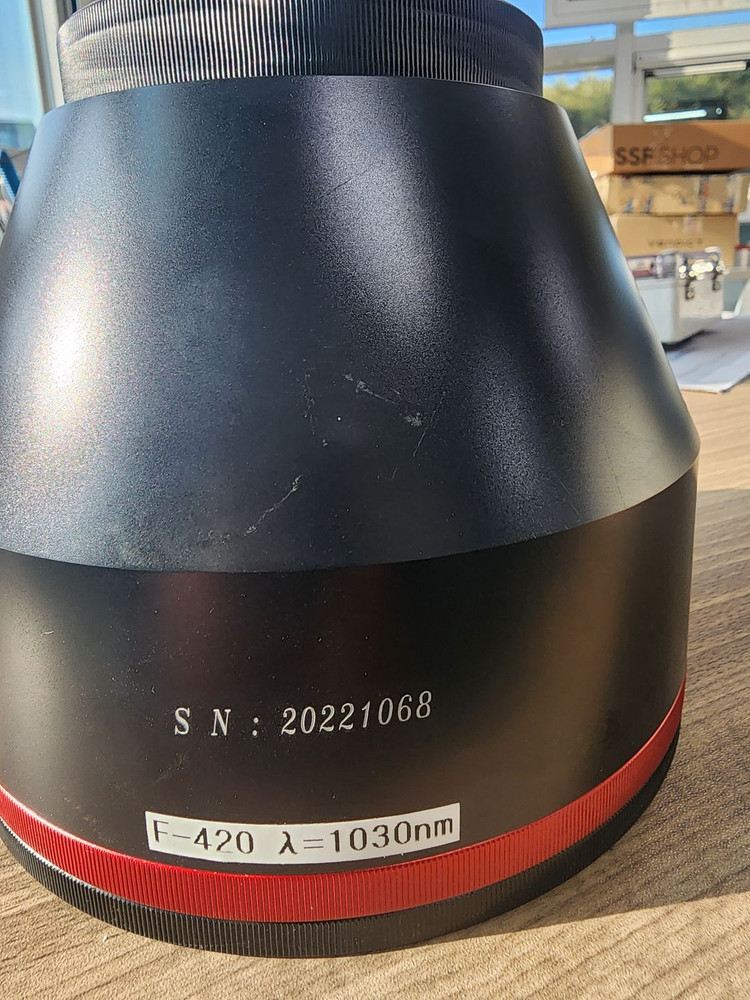 SSF SHOP
S N : 20221068
F-420 λ=1030nm